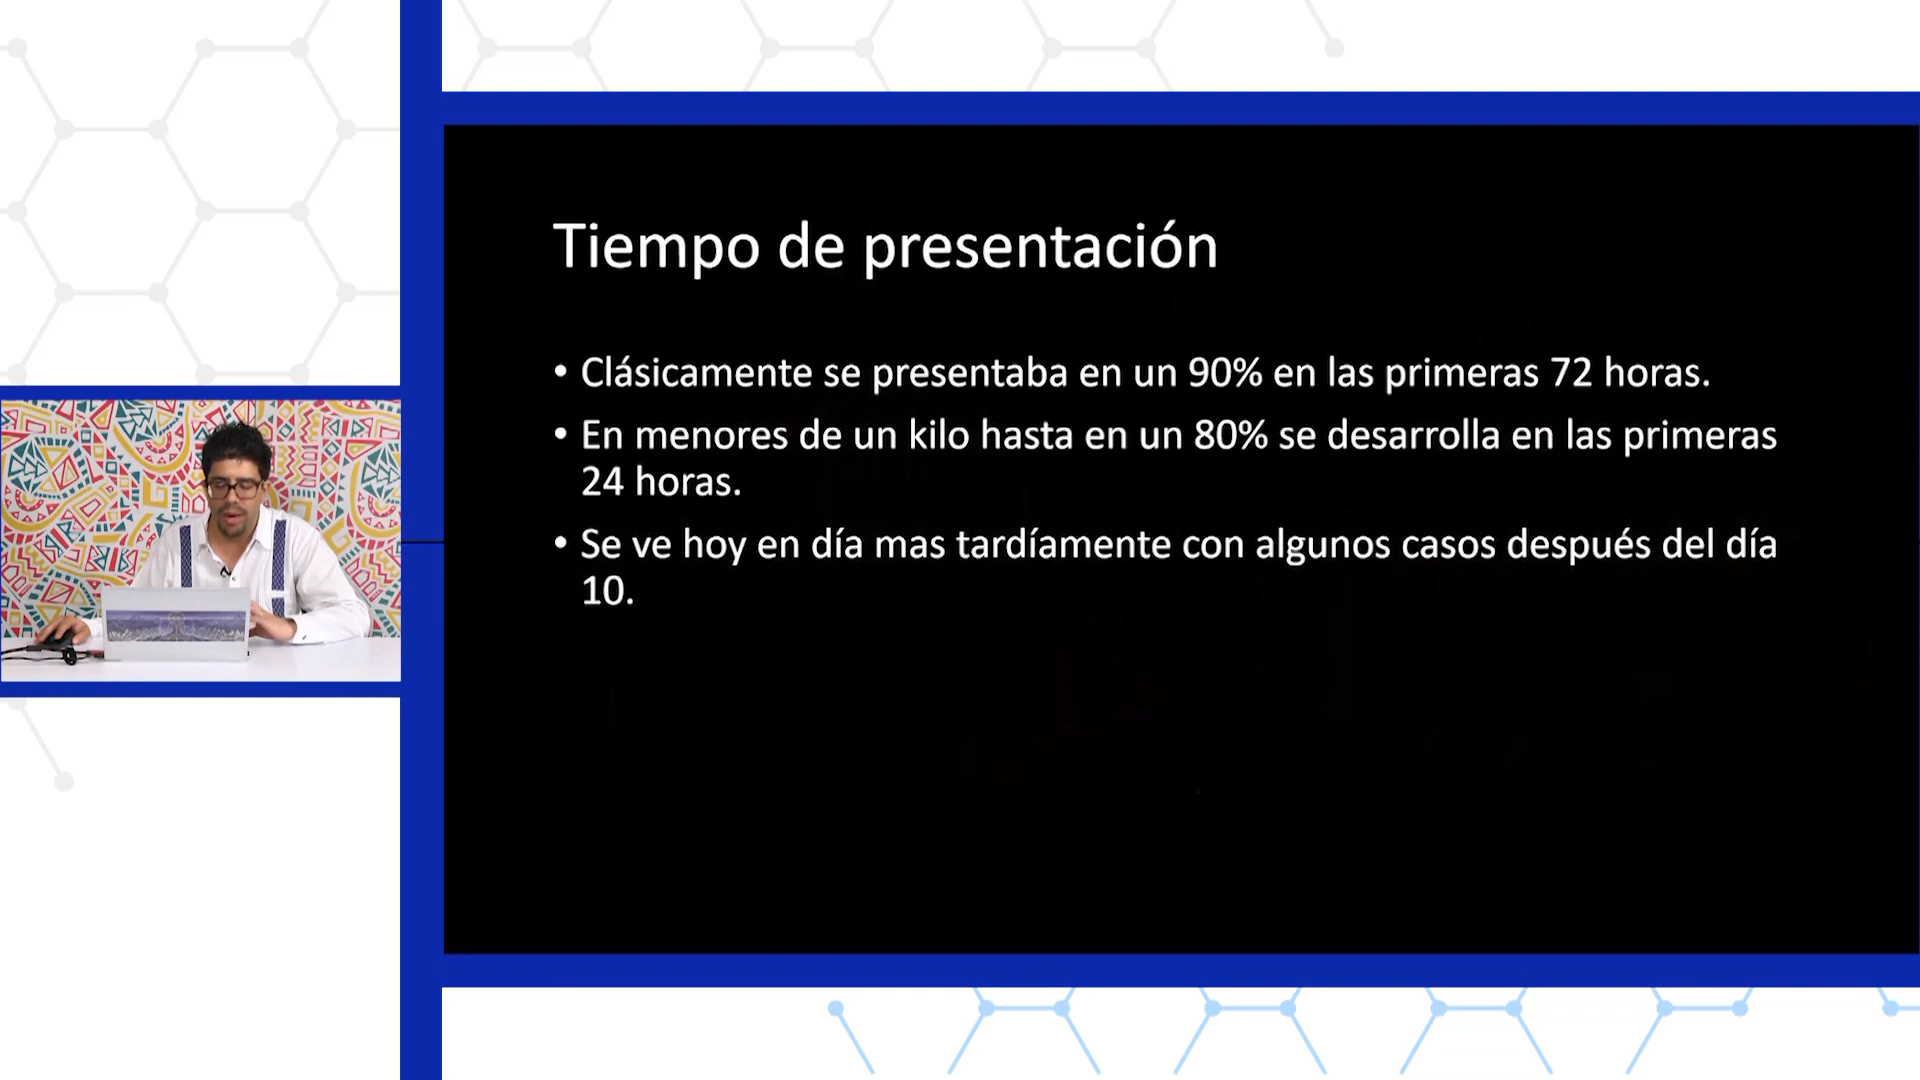 Tiempo de presentación
• Clásicamente se presentaba en un 90% en las primeras 72 horas.
• En menores de un kilo hasta en un 80% se desarrolla en las primeras
24 horas.
• Se ve hoy en día mas tardíamente con algunos casos después del día
10.